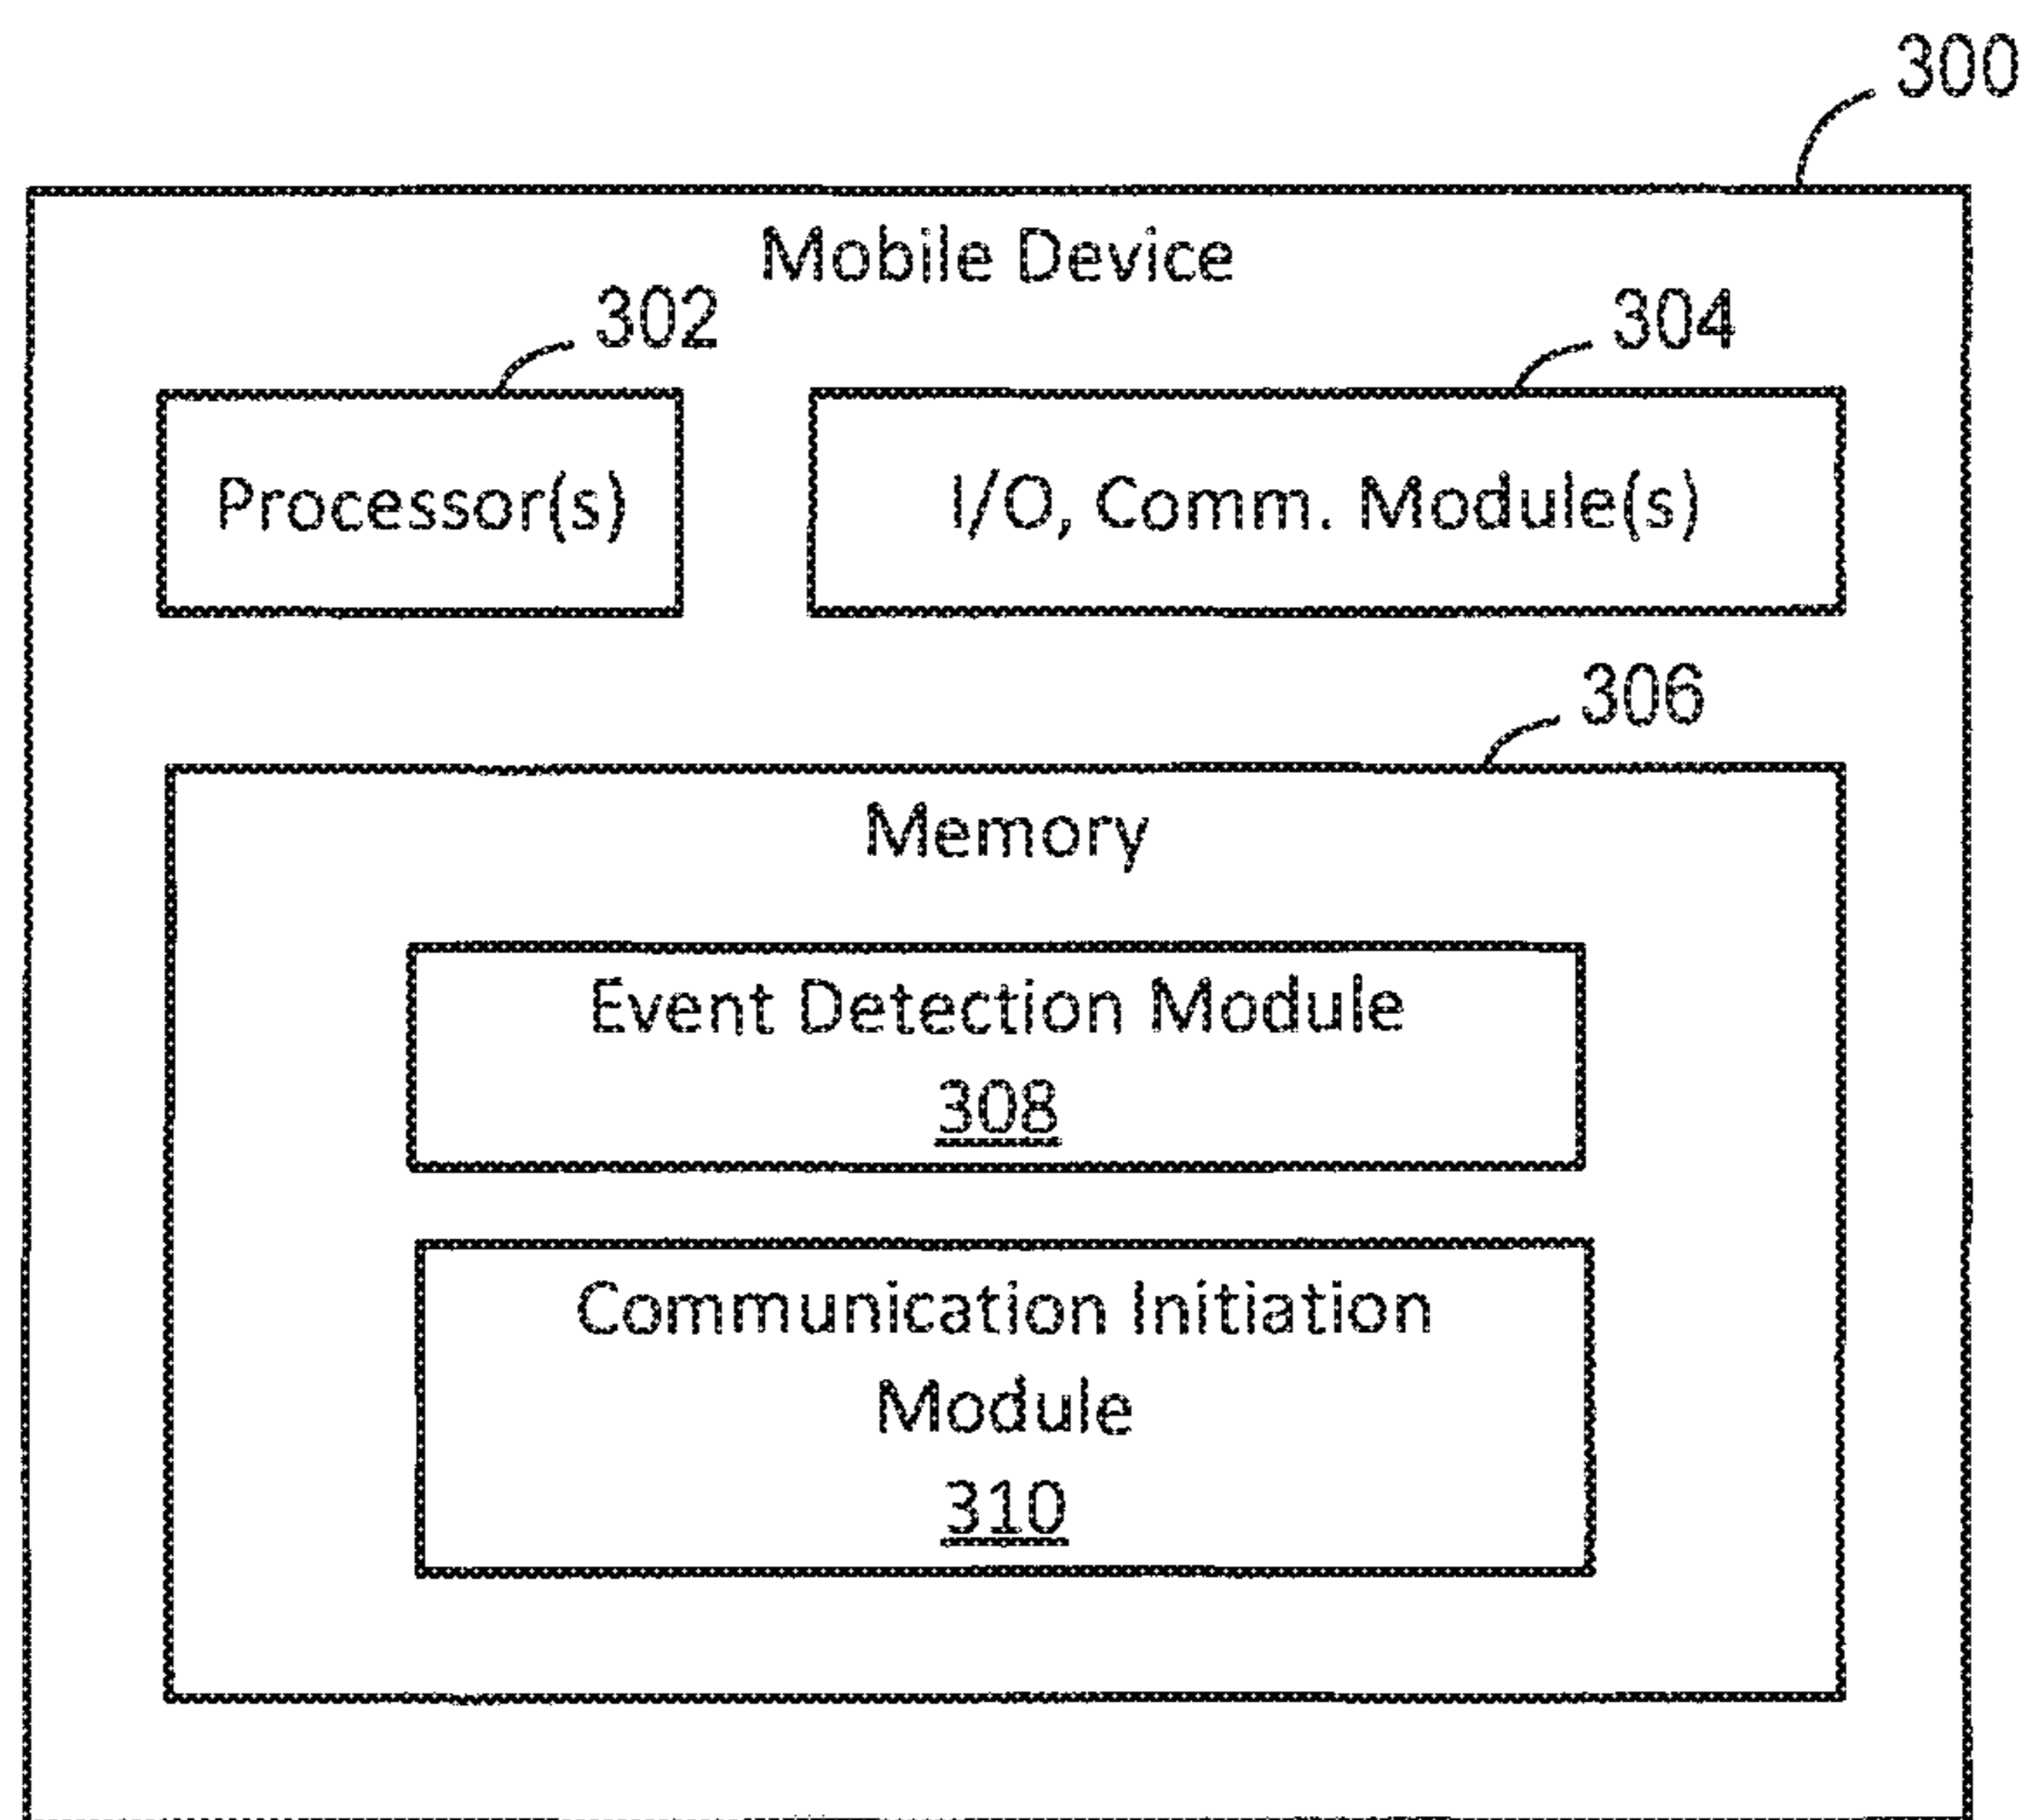 300
Mobile Device
302
304
Processor(s)
I/O, Comm. Module(s)
306
Memory
Event Detection Module
308
Communication Initiation
Module
310